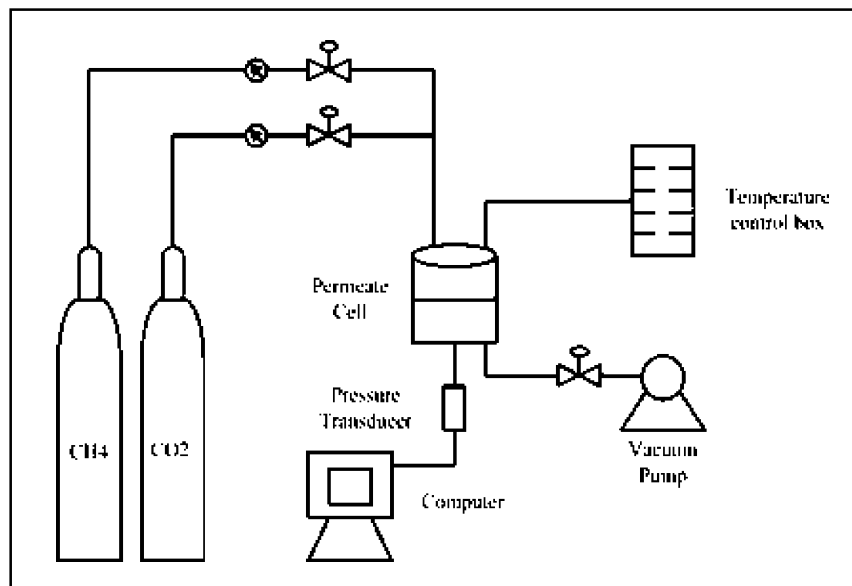 Temperature
control box
Permeate
Cell
Pressure
Transducer
CH4
CO2
Vacuum
Pump
Computer